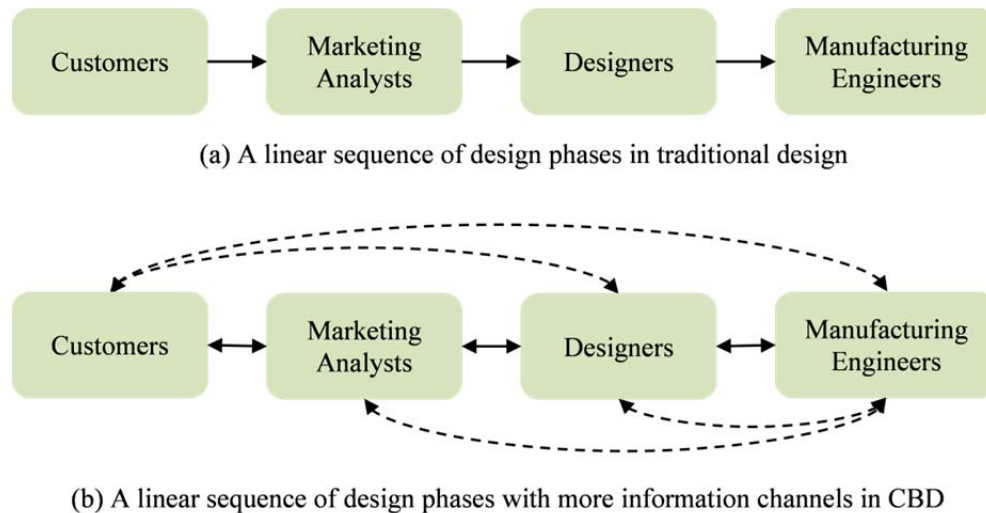 Customers
Marketing
Analysts
Designers
Manufacturing
Engineers
(a) A linear sequence of design phases in traditional design
Customers
Marketing
Analysts
Designers
Manufacturing
Engineers
(b) A linear sequence of design phases with more information channels in CBD